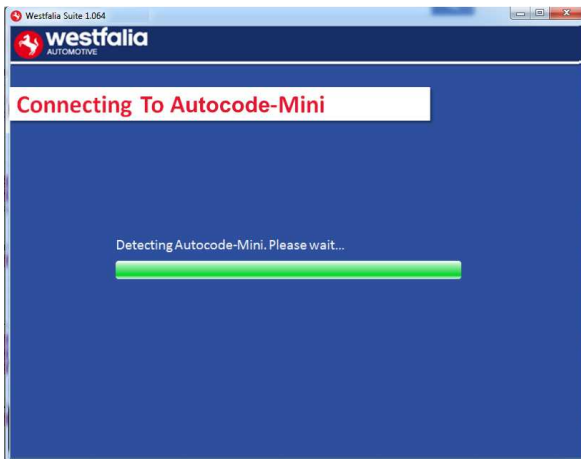 Westfalia Suite 1.064
westfalia
AUTOMOTIVE
Connecting To Autocode-Mini
Detecting Autocode-Mini. Please wait...